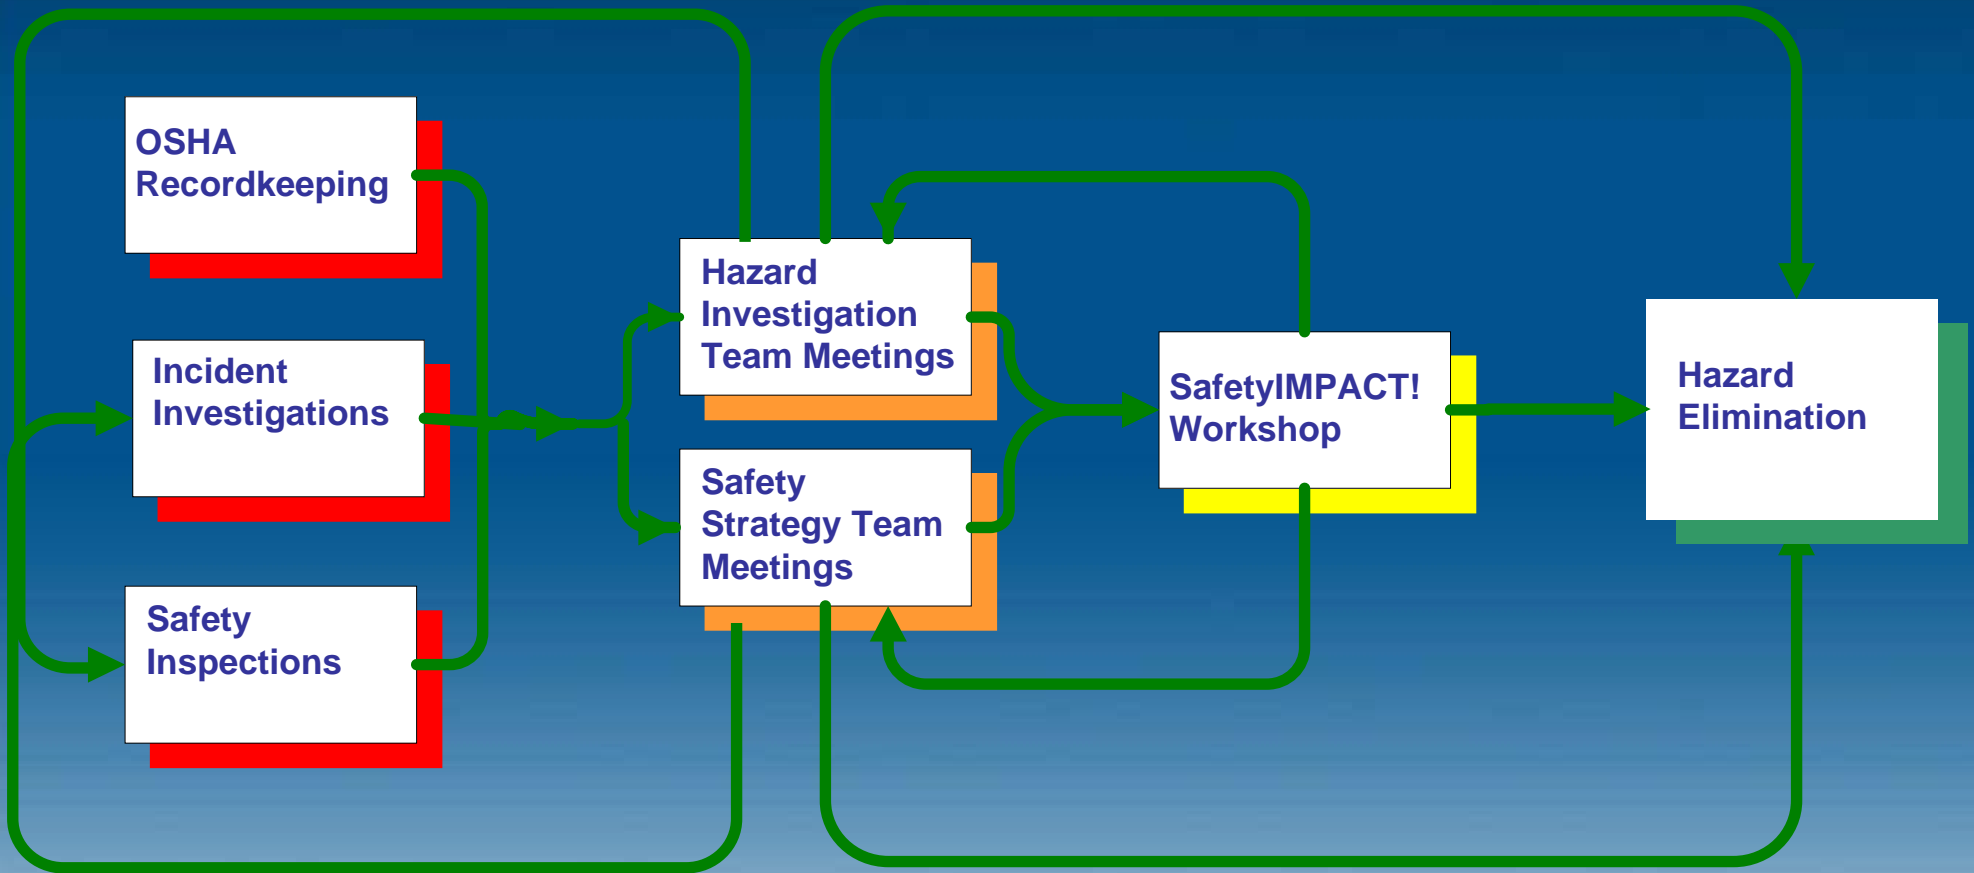 OSHA
Recordkeeping
Incident
Investigations
Safety
Inspections
Hazard
Investigation
Team Meetings
Safety
Strategy Team
Meetings
SafetyIMPACT!
Workshop
Hazard
Elimination